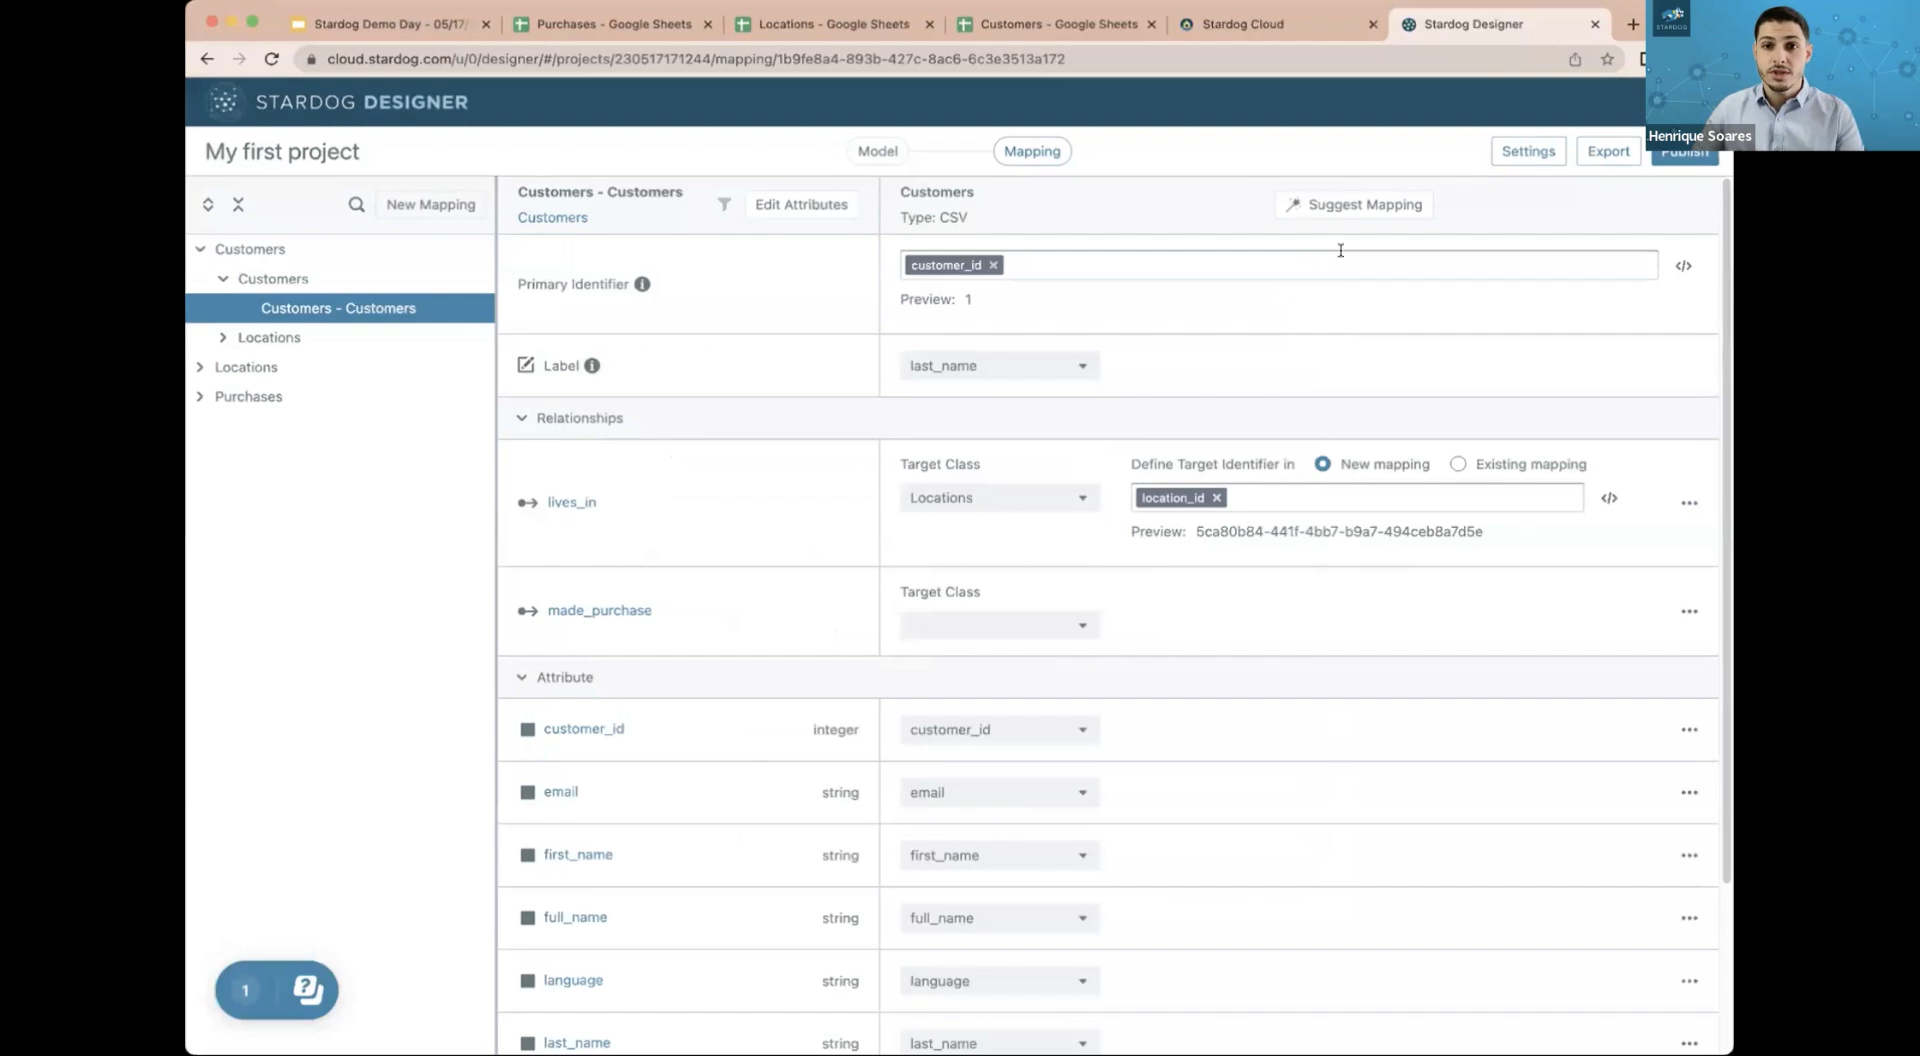 Stardog Demo Day - 05/17/
Purchases - Google Sheets
Locations - Google Sheets
Customers - Google Sheets
Stardog Cloud
Stardog Designer
cloud.stardog.com/u/0/designer/#/projects/230517171244/mapping/1b9fe8a4-893b-427c-8ac6-6c3e3513a172
STARDOG
Henrique Soares
STARDOG DESIGNER
My first project
Model
Mapping
Settings
Export
Publish
New Mapping
Customers
Customers
Customers - Customers
Locations
Locations
Purchases
Customers - Customers
Customers
Edit Attributes
Customers
Type: CSV
Suggest Mapping
Primary Identifier
customer_id
Preview: 1
Label
last_name
Relationships
lives_in
Target Class
Locations
Define Target Identifier in New mapping Existing mapping
location_id
Preview: 5ca80b84-441f-4bb7-b9a7-494ceb8a7d5e
made_purchase
Target Class
Attribute
customer_id integer customer_id
email string email
first_name string first_name
full_name string full_name
language string language
last_name string last_name
1